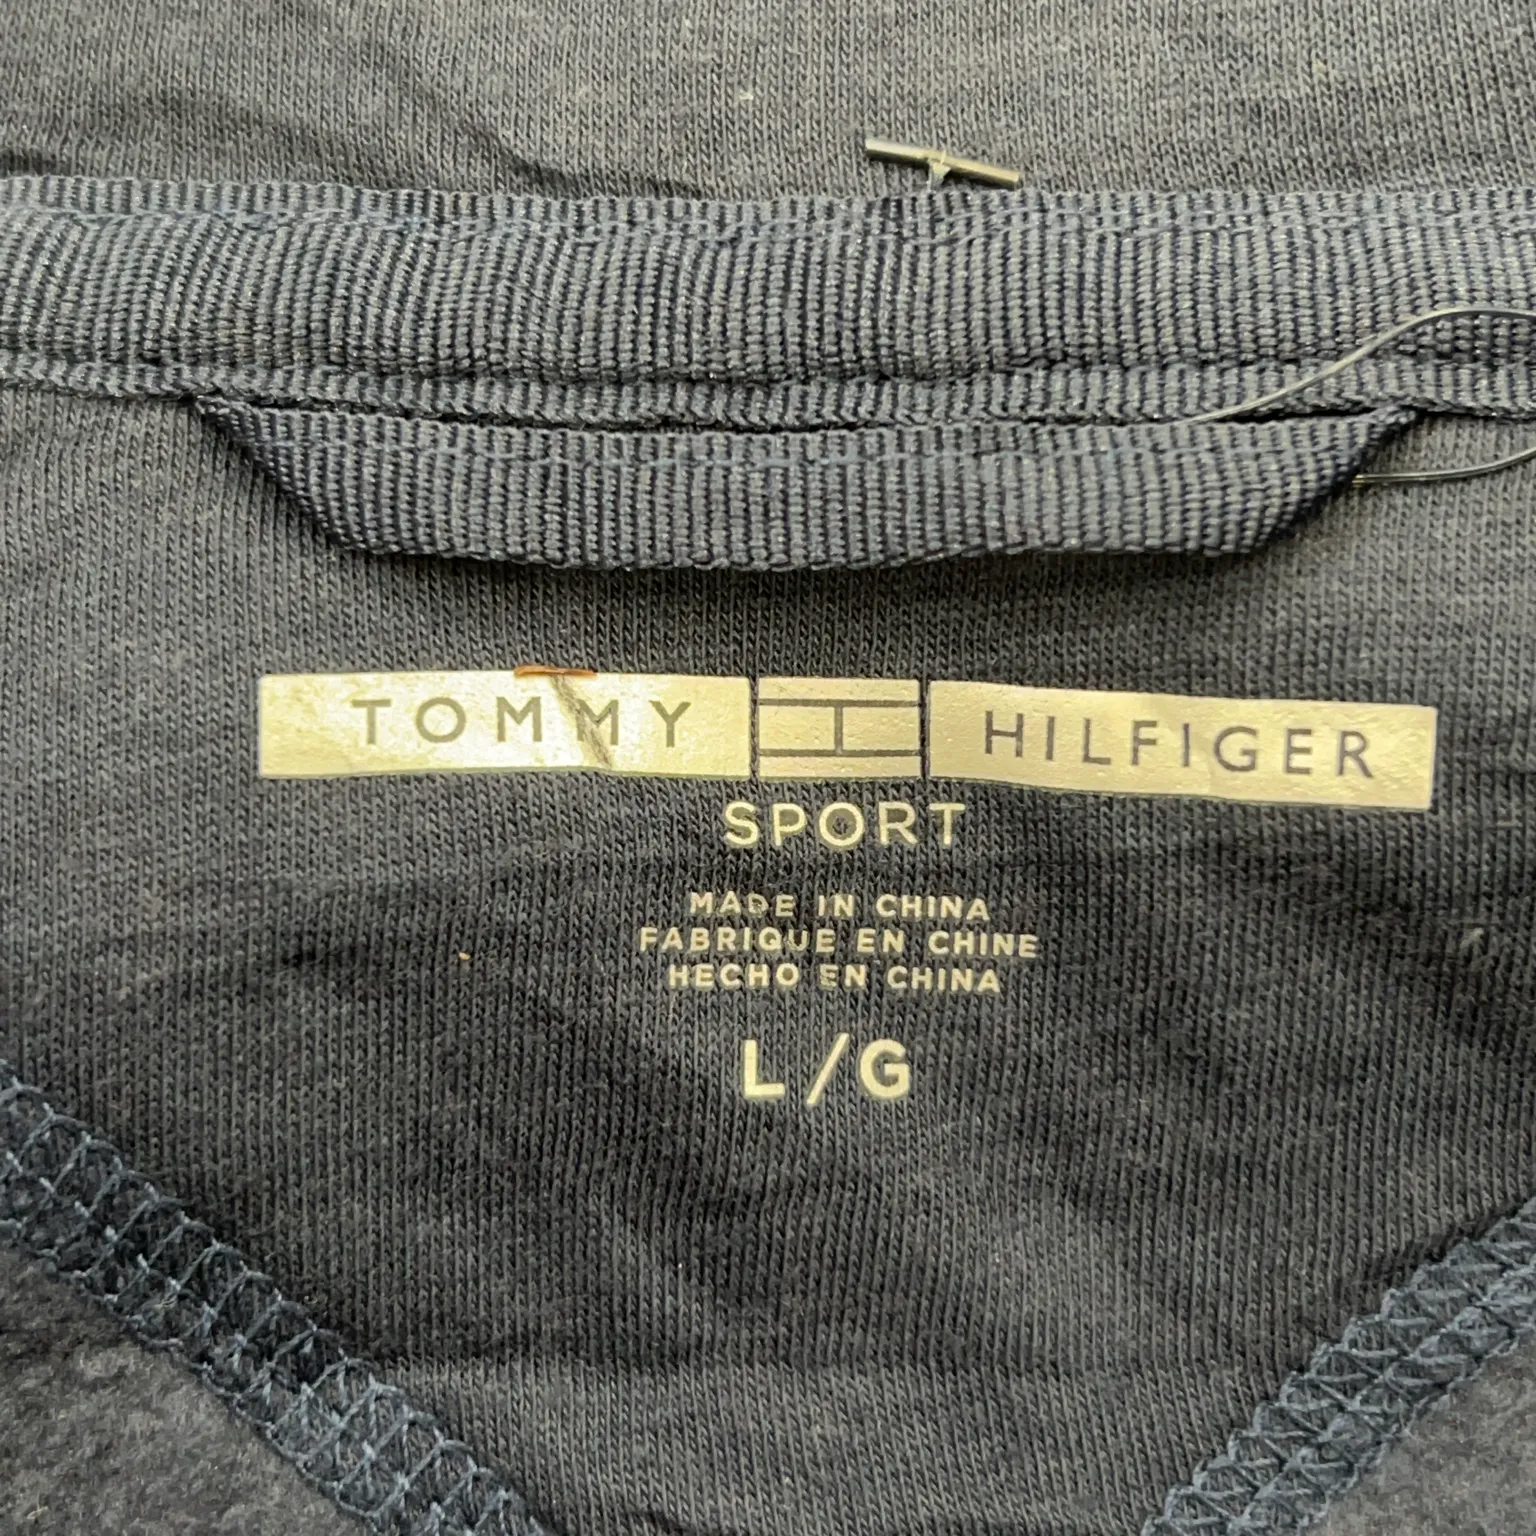 TOMMY HILFIGER
SPORT
MADE IN CHINA
FABRIQUE EN CHINE
HECHO EN CHINA
L/G